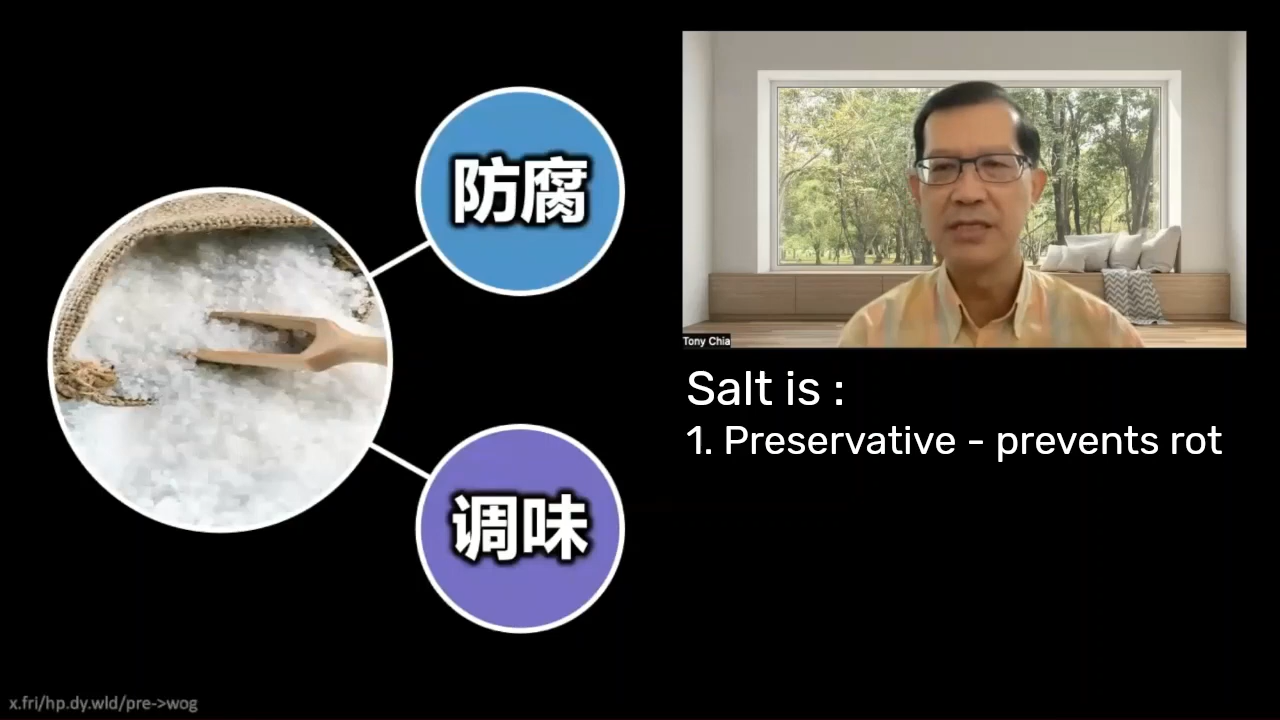 防腐
调味
Tony Chia
Salt is :
1. Preservative - prevents rot
x.fri/hp.dy.wld/pre->wog